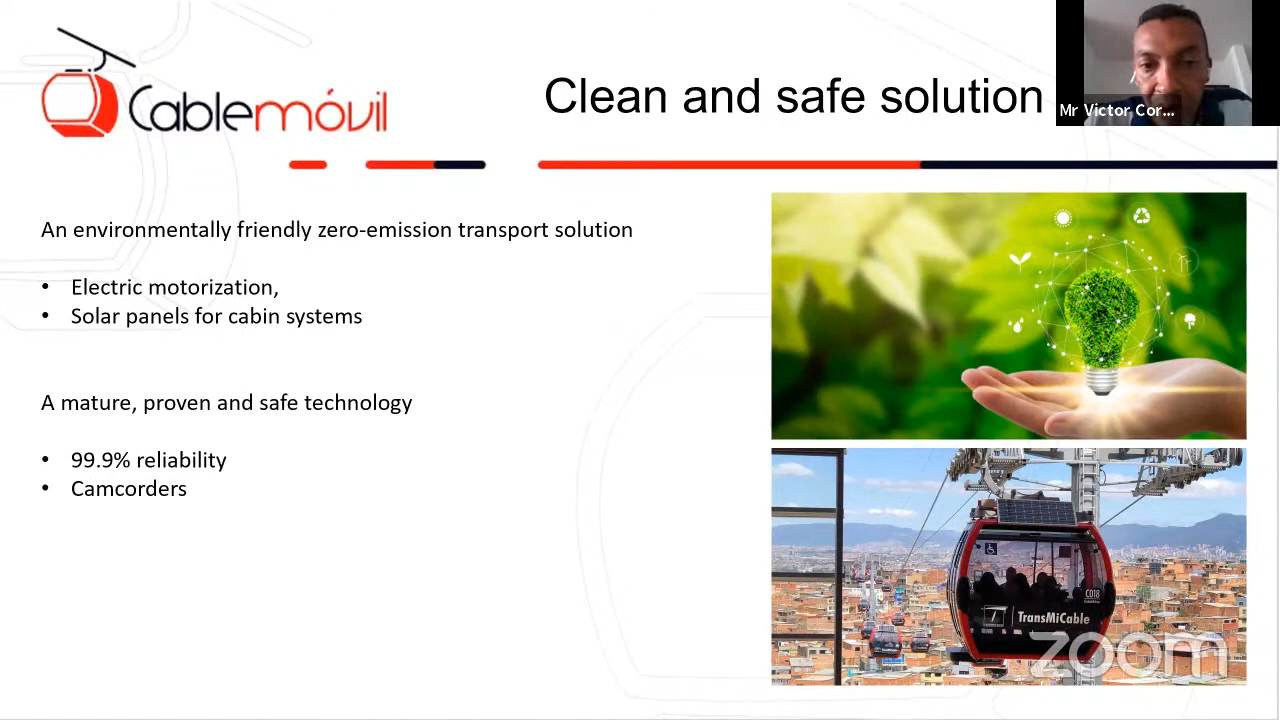 Cablemóvil
Clean and safe solution
Mr Victor Cor...
An environmentally friendly zero-emission transport solution
• Electric motorization,
• Solar panels for cabin systems
A mature, proven and safe technology
• 99.9% reliability
• Camcorders
C018
TransMiCable
zoom